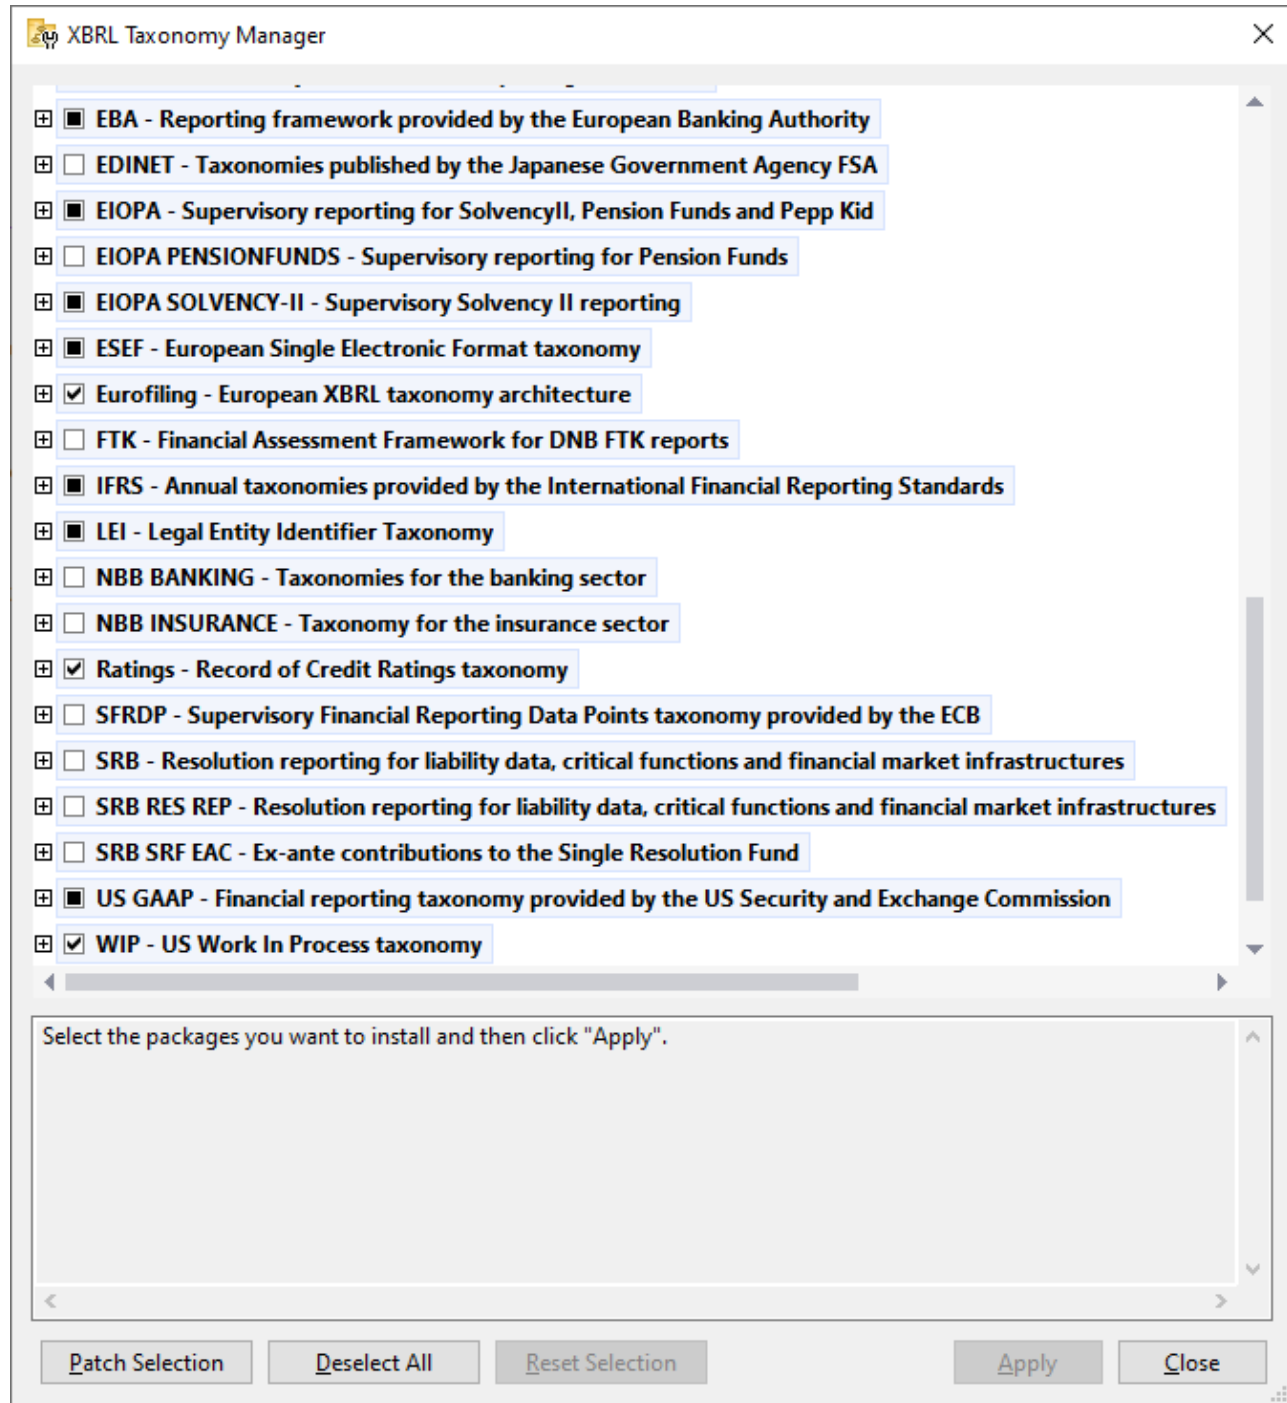 XBRL Taxonomy Manager
EBA - Reporting framework provided by the European Banking Authority
EDINET - Taxonomies published by the Japanese Government Agency FSA
EIOPA - Supervisory reporting for SolvencyII, Pension Funds and Pepp Kid
EIOPA PENSIONFUNDS - Supervisory reporting for Pension Funds
EIOPA SOLVENCY-II - Supervisory Solvency II reporting
ESEF - European Single Electronic Format taxonomy
Eurofiling - European XBRL taxonomy architecture
FTK - Financial Assessment Framework for DNB FTK reports
IFRS - Annual taxonomies provided by the International Financial Reporting Standards
LEI - Legal Entity Identifier Taxonomy
NBB BANKING - Taxonomies for the banking sector
NBB INSURANCE - Taxonomy for the insurance sector
Ratings - Record of Credit Ratings taxonomy
SFRDP - Supervisory Financial Reporting Data Points taxonomy provided by the ECB
SRB - Resolution reporting for liability data, critical functions and financial market infrastructures
SRB RES REP - Resolution reporting for liability data, critical functions and financial market infrastructures
SRB SRF EAC - Ex-ante contributions to the Single Resolution Fund
US GAAP - Financial reporting taxonomy provided by the US Security and Exchange Commission
WIP - US Work In Process taxonomy
Select the packages you want to install and then click "Apply".
Patch Selection
Deselect All
Reset Selection
Apply
Close